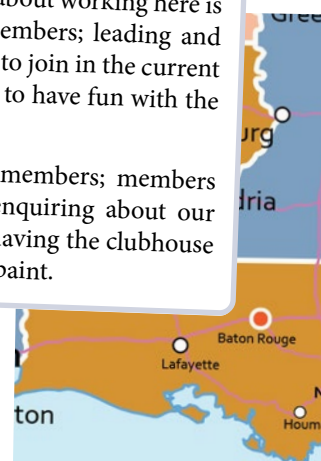 about working here is
embers; leading and
to join in the current
to have fun with the
members; members
enquiring about our
aving the clubhouse
paint.
Gree
urg
dria
Baton Rouge
Lafayette
N
ton
Houm